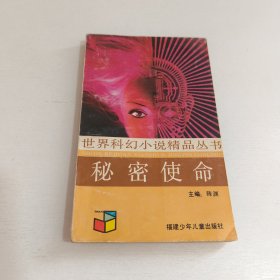 世界科幻小说精品丛书
秘密使命
主编：陈渊
福建少年儿童出版社